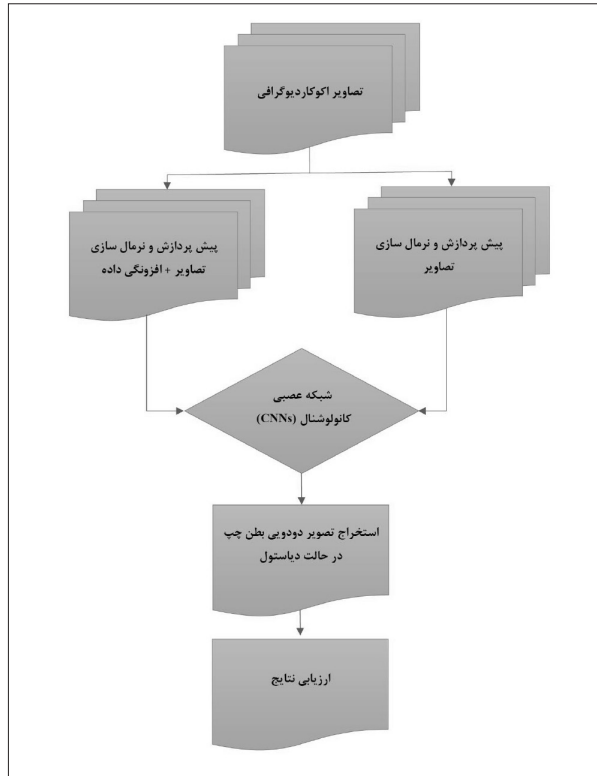 تصاویر اکوکاردیوگرافی
پیش پردازش و نرمال سازی
تصاویر
پیش پردازش و نرمال سازی
تصاویر + افزونگی داده
شبکه عصبی
کانولوشنال (CNNs)
استخراج تصویر دودویی بطن چپ
در حالت دیاستول
ارزیابی نتایج